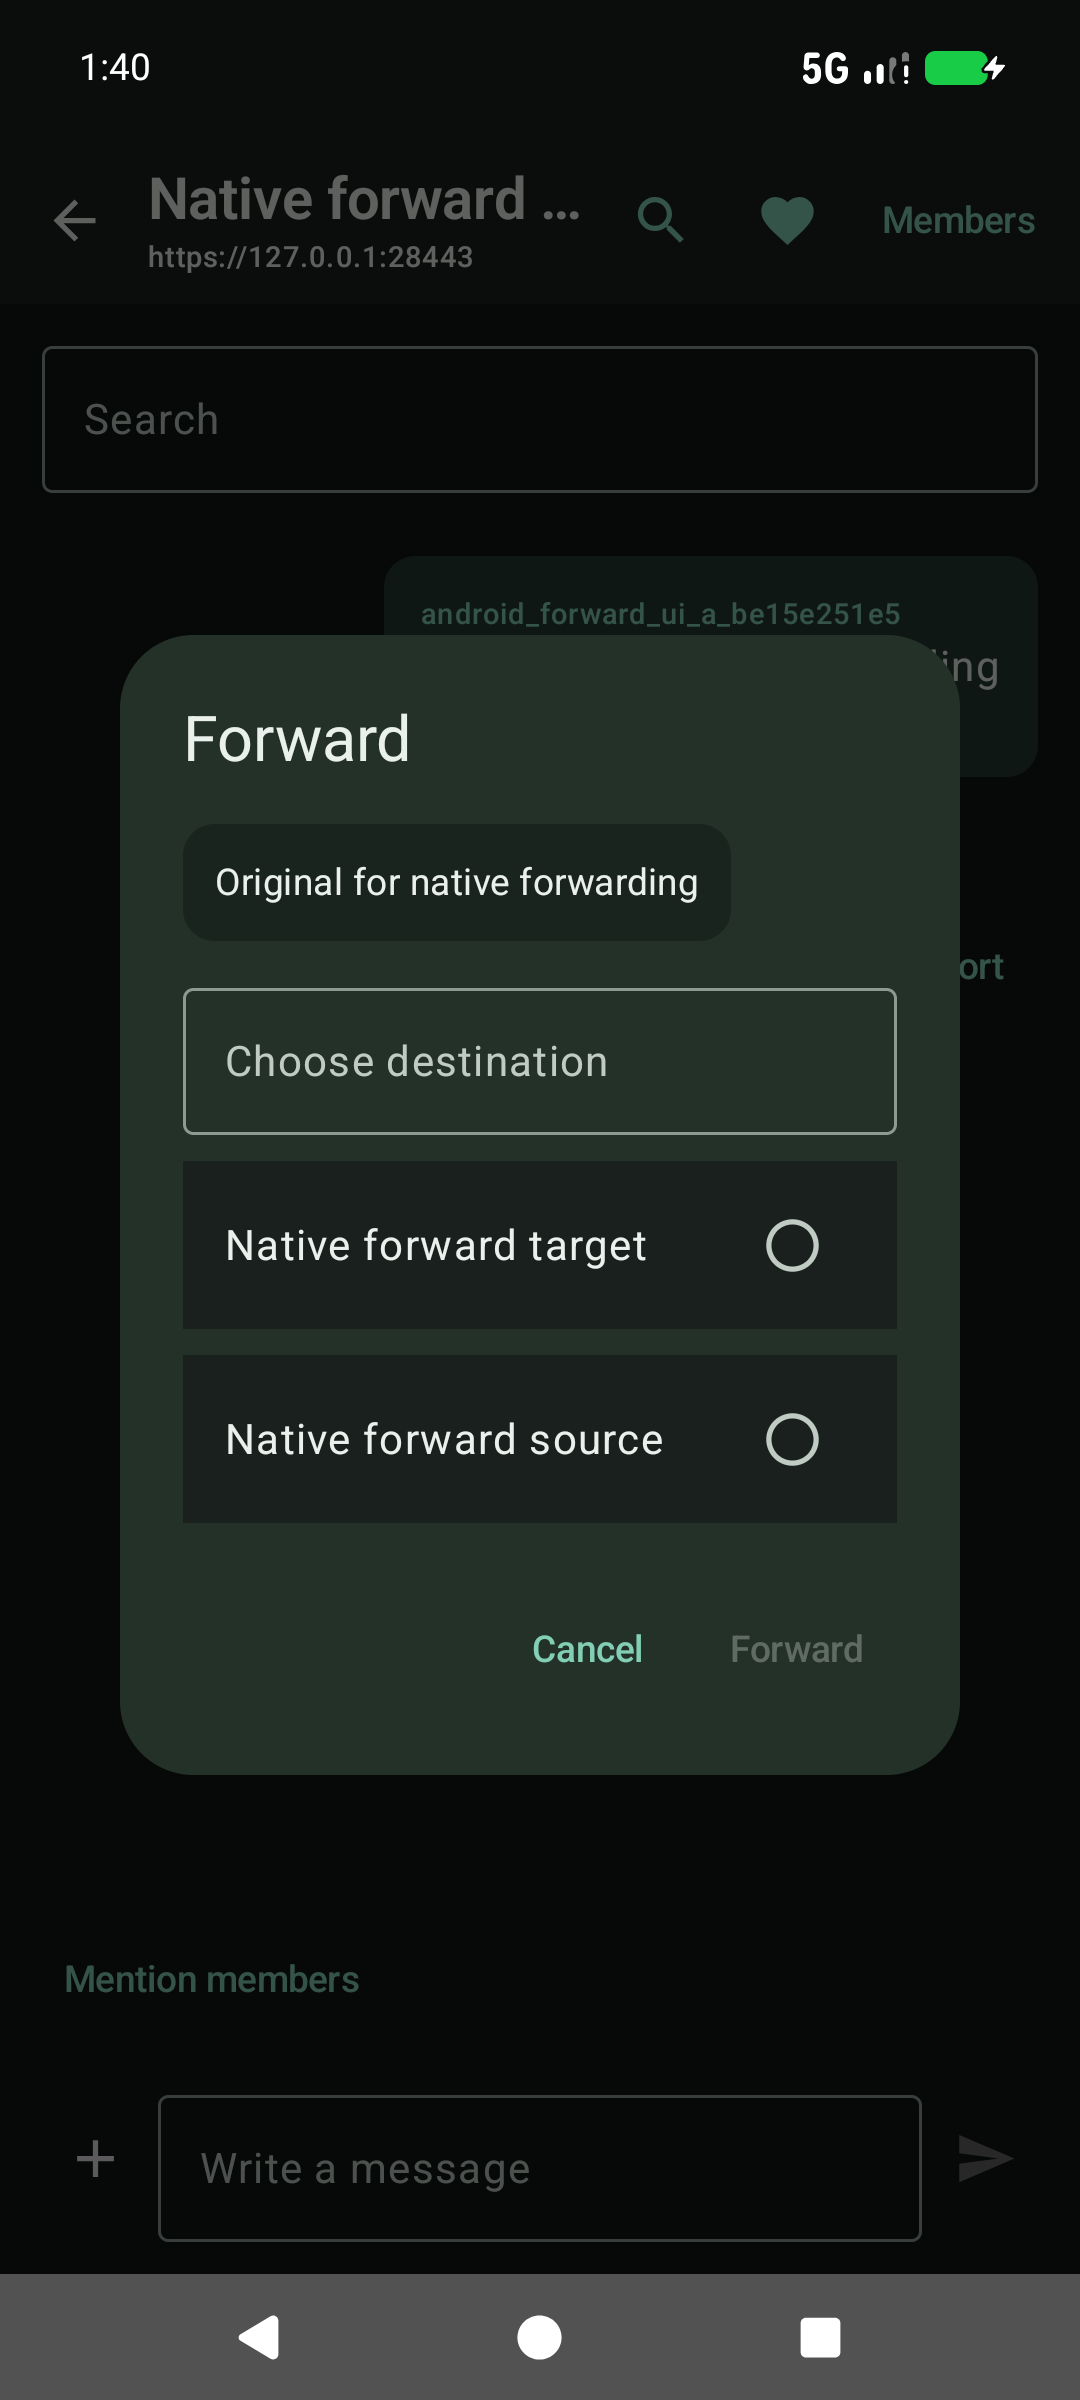 1:40
5G
Native forward ...
https://127.0.0.1:28443
Members
Search
android_forward_ui_a_be15e251e5
Forward
Original for native forwarding
Choose destination
Native forward target
Native forward source
Cancel
Forward
Mention members
Write a message